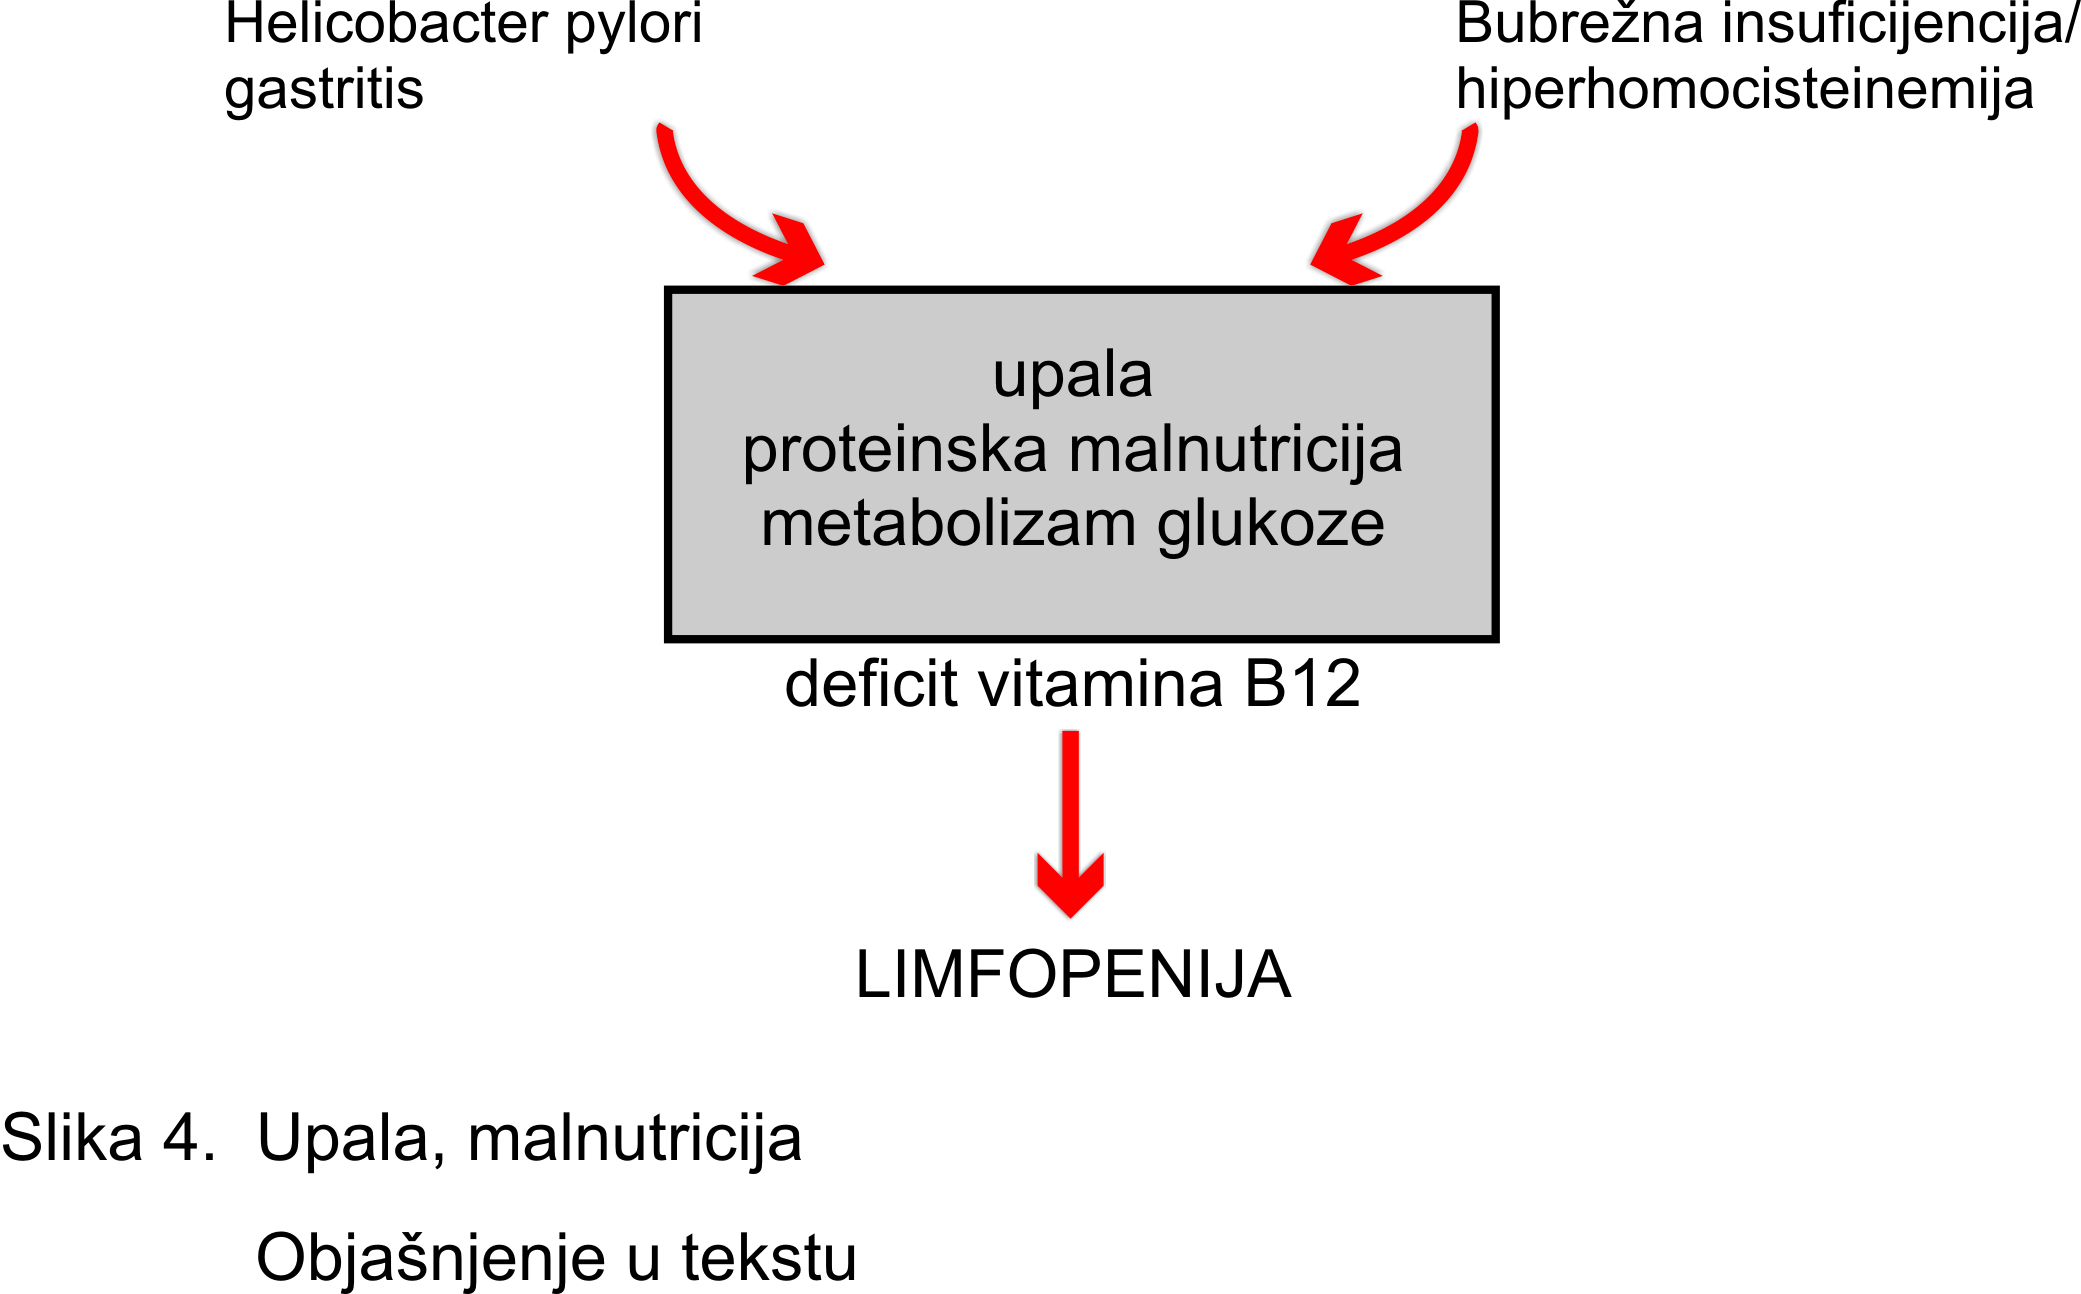 Helicobacter pylori
gastritis
Bubrežna insuficijencija/
hiperhomocisteinemija
upala
proteinska malnutricija
metabolizam glukoze
deficit vitamina B12
LIMFOPENIJA
Slika 4. Upala, malnutricija
Objašnjenje u tekstu